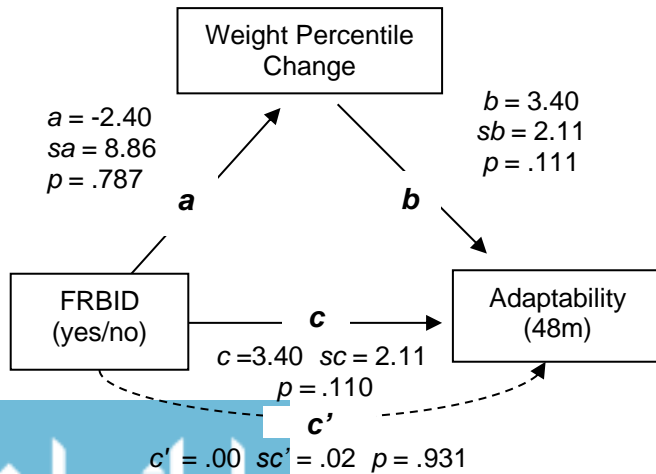 Weight Percentile
Change
a = -2.40
sa = 8.86
p = .787
b = 3.40
sb = 2.11
p = .111
a
b
FRBID
(yes/no)
Adaptability
(48m)
c
c =3.40 sc = 2.11
p = .110
c’
c' = .00 sc’ = .02 p = .931